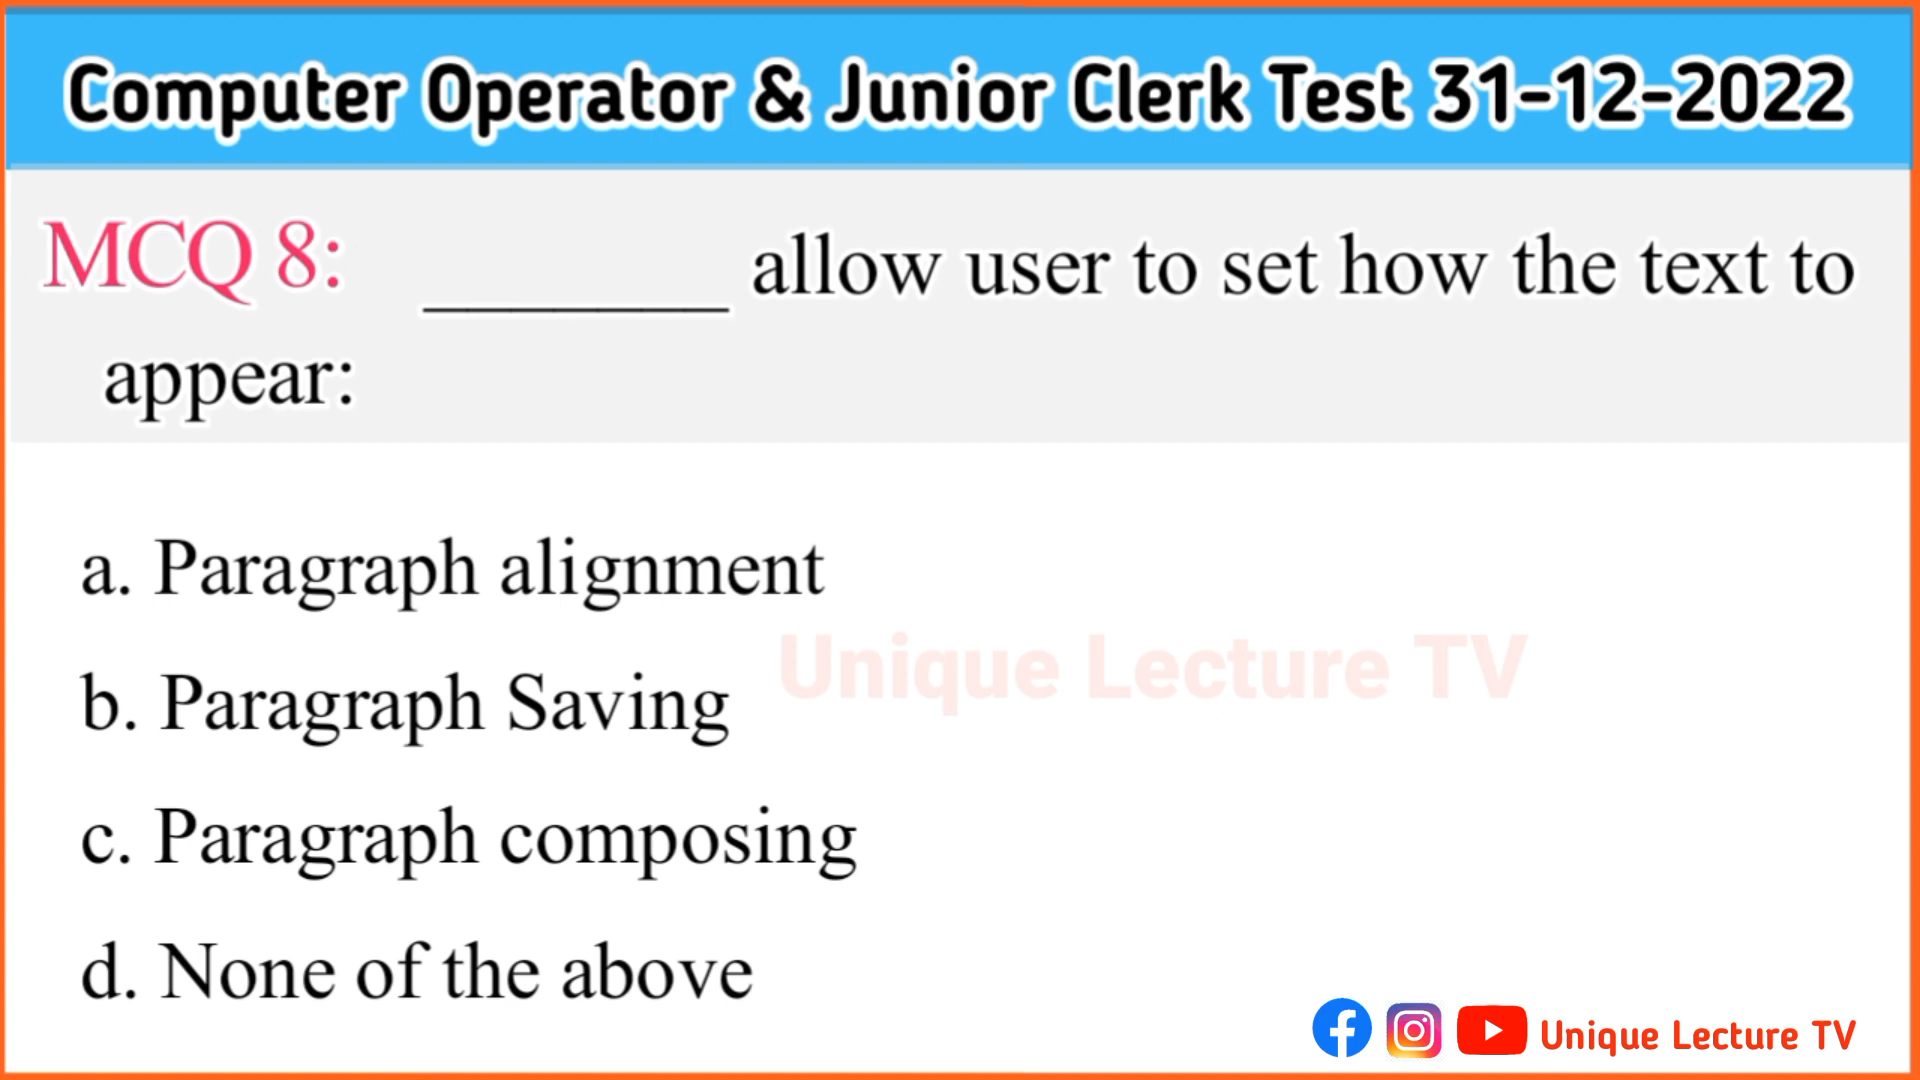 Computer Operator & Junior Clerk Test 31-12-2022
MCQ 8: _______ allow user to set how the text to
appear:
a. Paragraph alignment
Unique Lecture TV
b. Paragraph Saving
c. Paragraph composing
d. None of the above
Unique Lecture TV